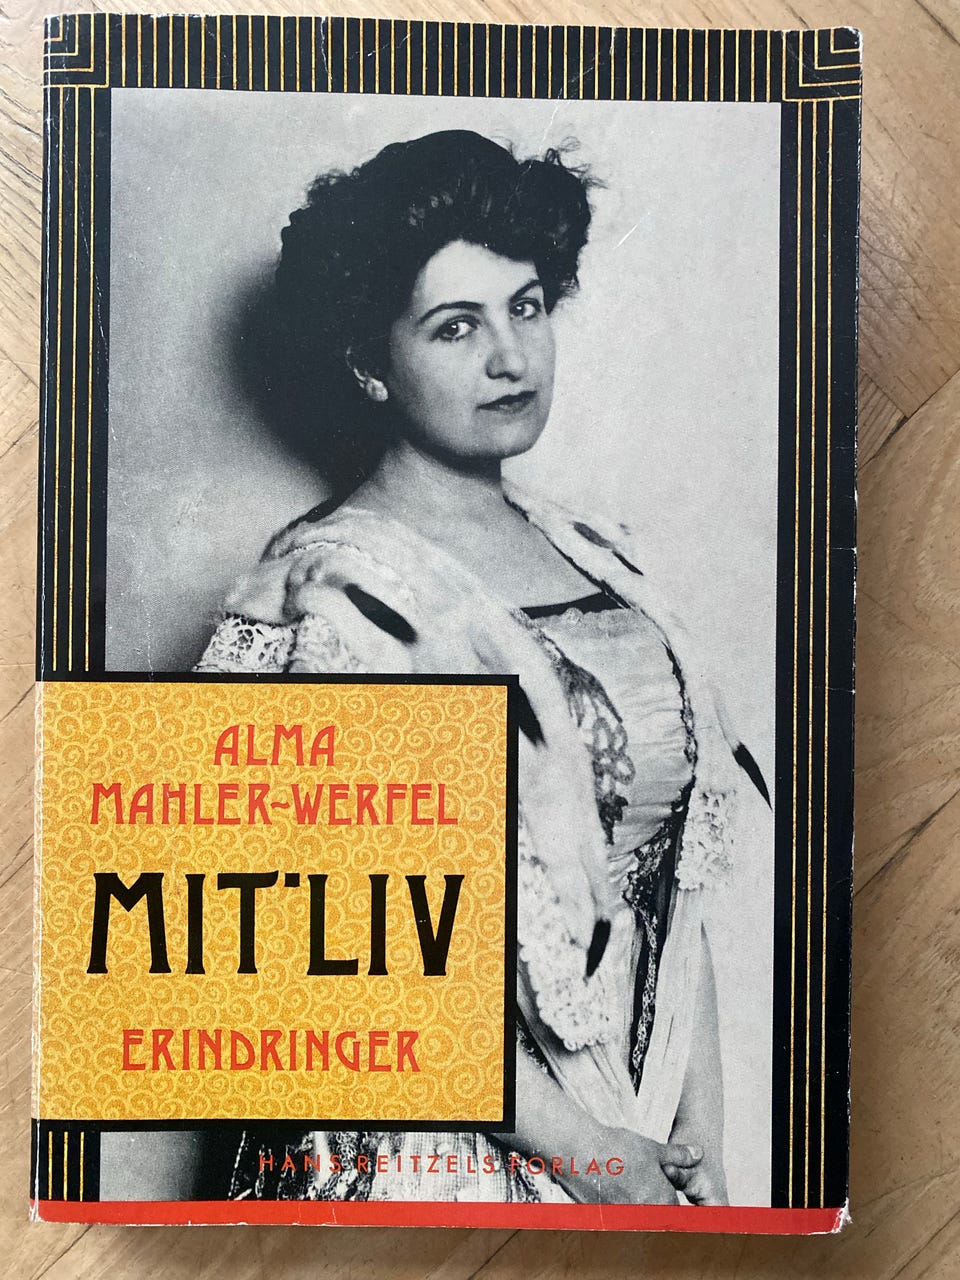 ALMA
MAHLER~WERFEL
MIT LIV
ERINDRINGER
HANS REITZELS FORLAG